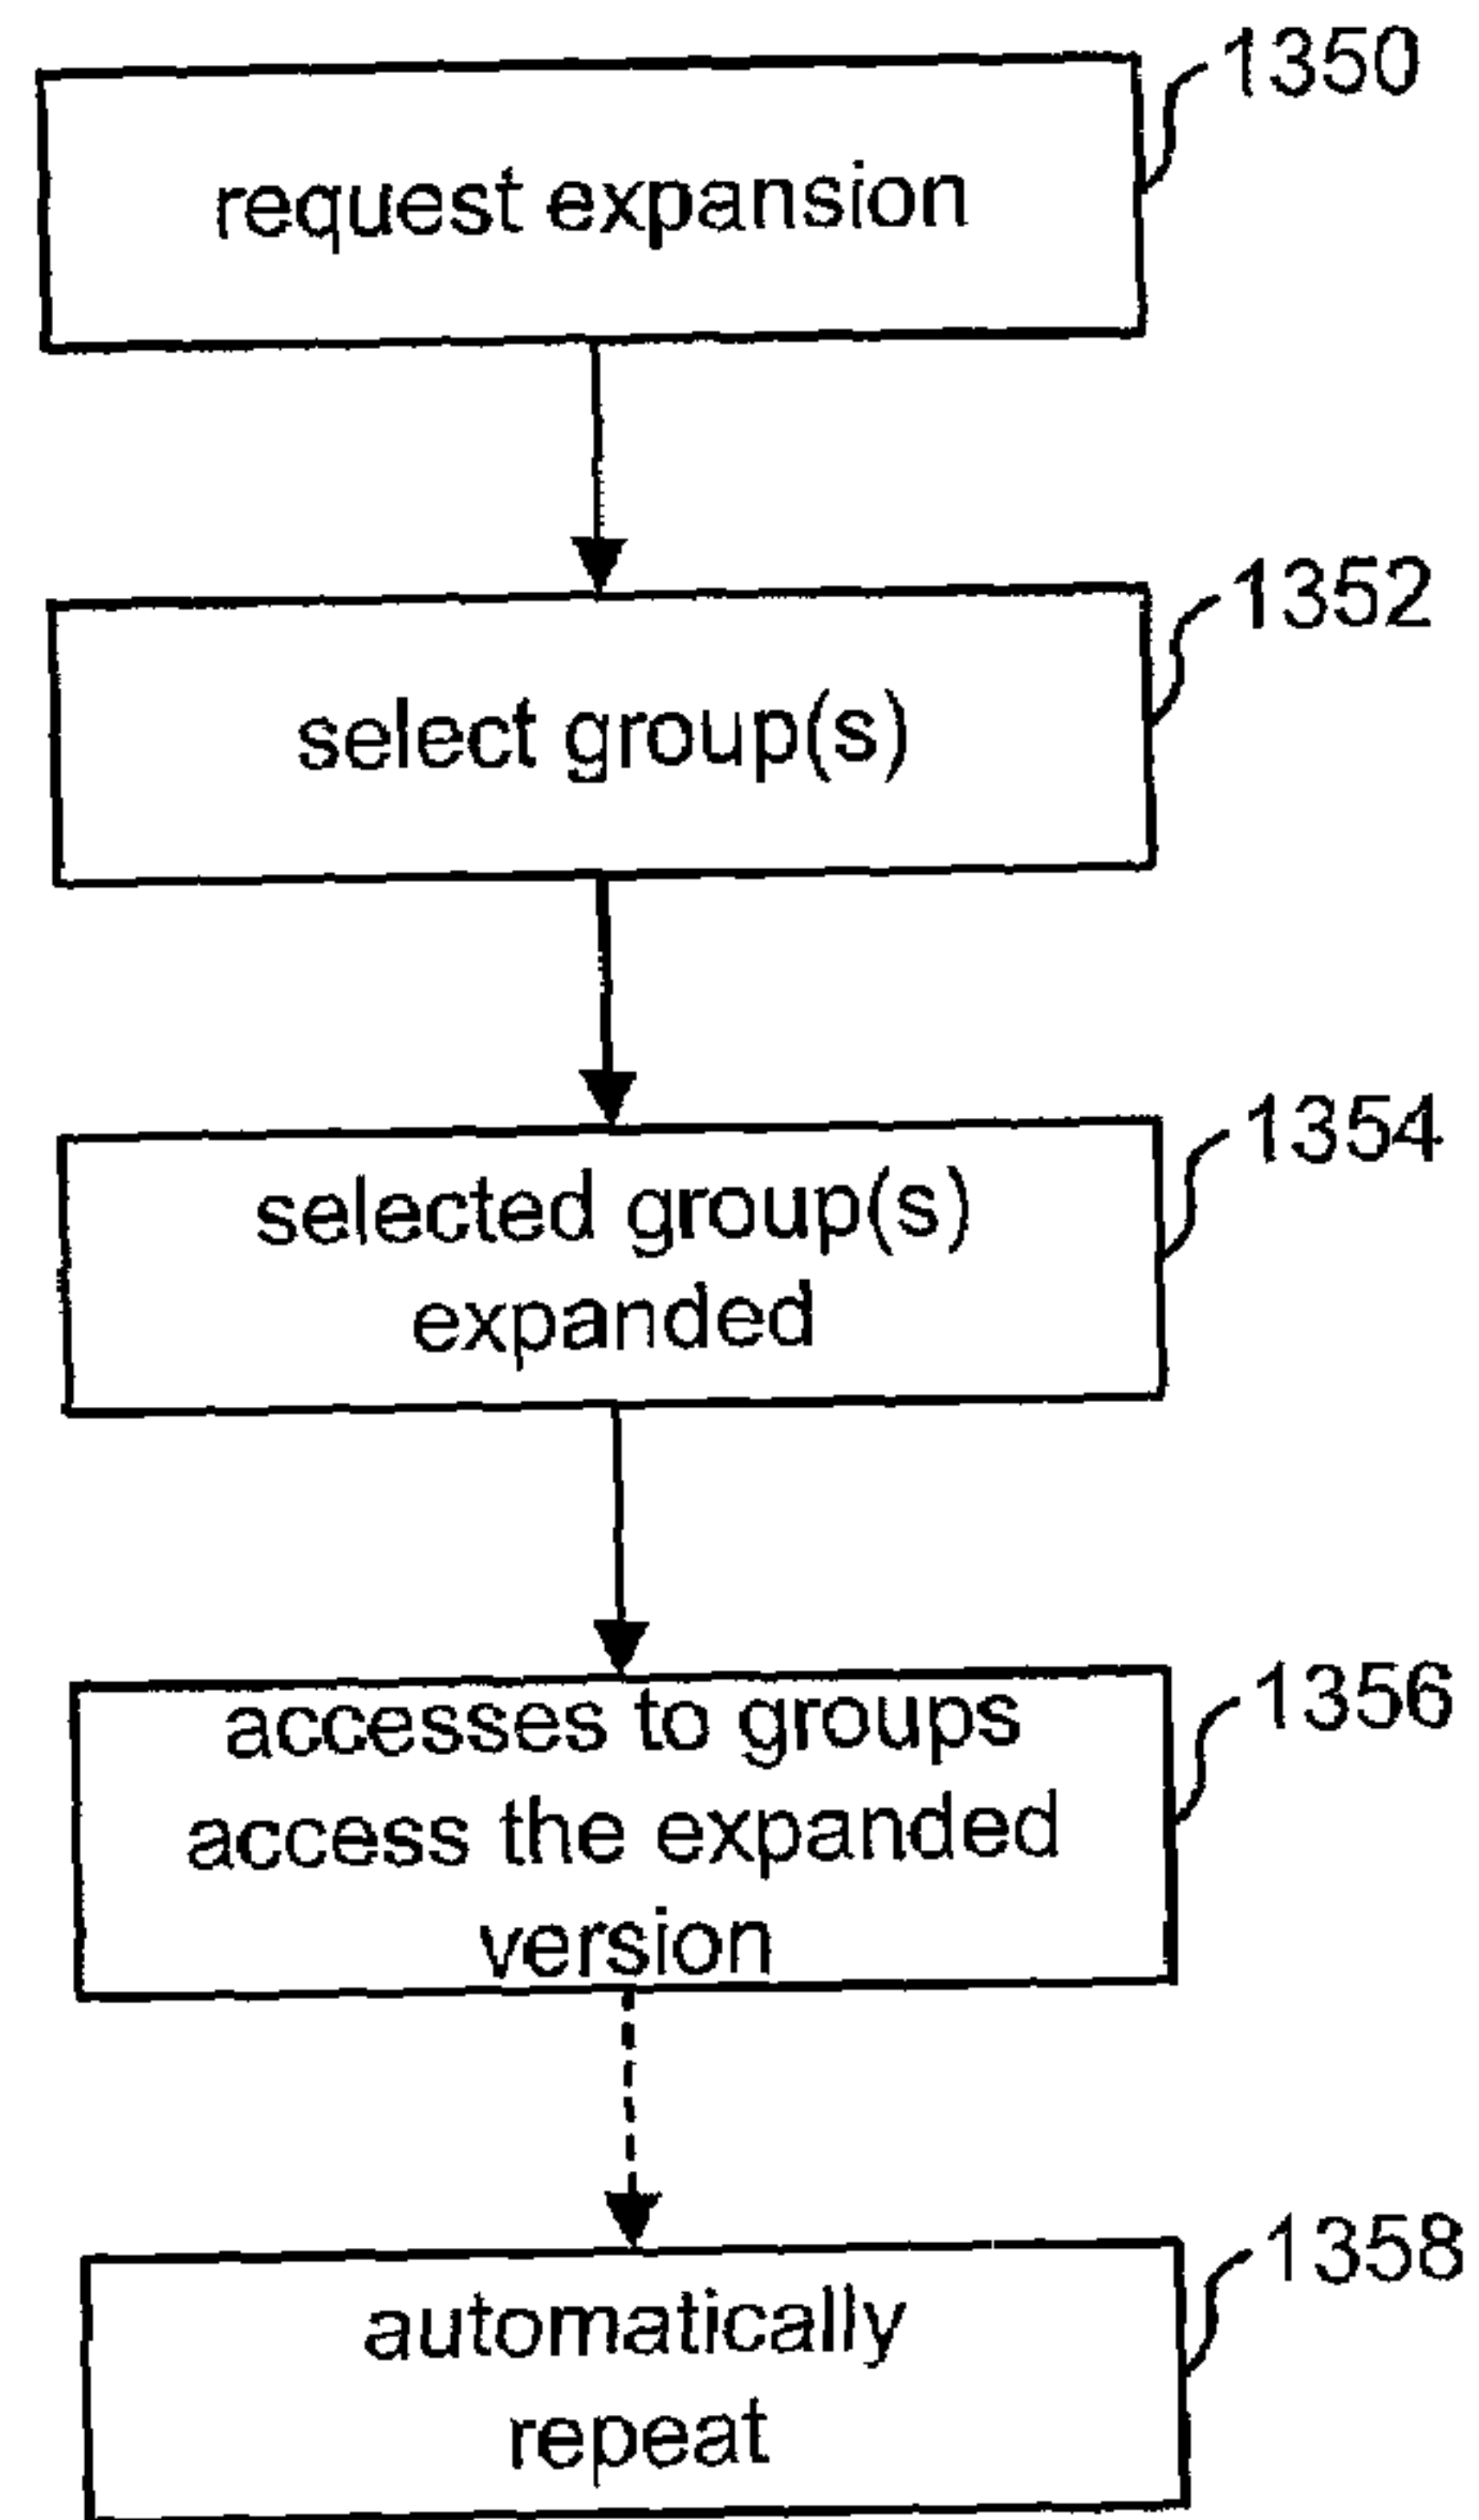 1350
request expansion
1352
select group(s)
1354
selected group(s)
expanded
1356
accesses to groups
access the expanded
version
1358
automatically
repeat